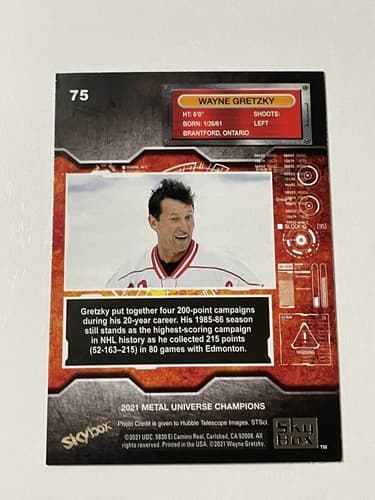 75
WAYNE GRETZKY
HT: 6'0" SHOOTS:
BORN: 1/26/61 LEFT
BRANTFORD, ONTARIO
WARNING
Gretzky put together four 200-point campaigns
during his 20-year career. His 1985-86 season
still stands as the highest-scoring campaign
in NHL history as he collected 215 points
(52-163–215) in 80 games with Edmonton.
2021 METAL UNIVERSE CHAMPIONS
Photo Credit is given to Hubble Telescope Images, STScI.
skybox
©2021 UDC. 5830 El Camino Real, Carlsbad, CA 92008. All
rights reserved. Printed in the USA. ©2021 Wayne Gretzky.
SKY
BOX
TM